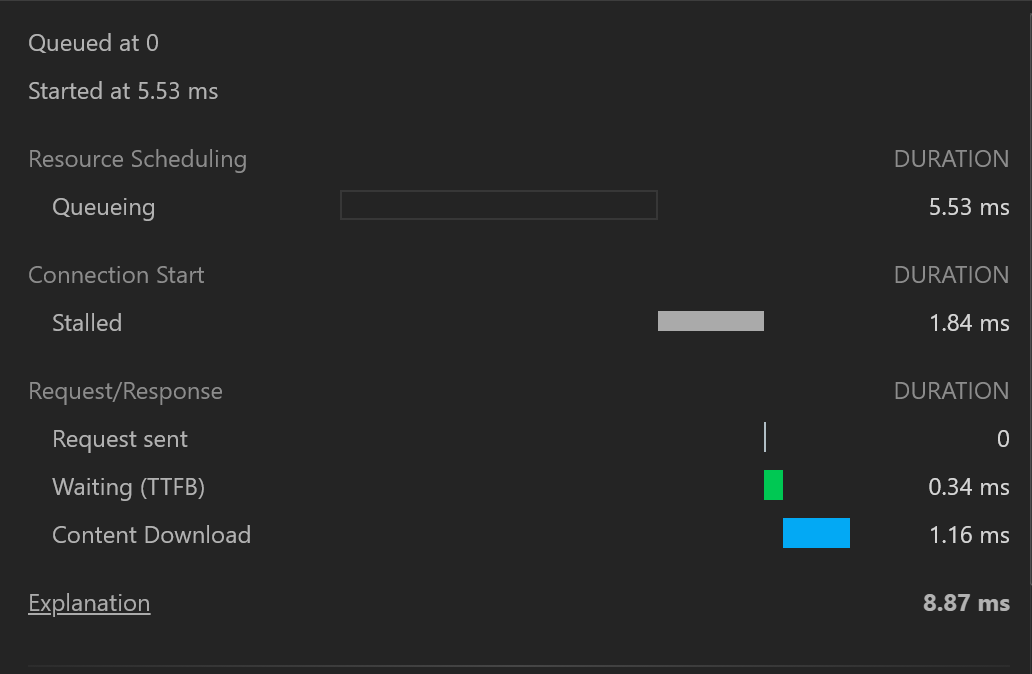 Queued at 0
Started at 5.53 ms
Resource Scheduling DURATION
Queueing 5.53 ms
Connection Start DURATION
Stalled 1.84 ms
Request/Response DURATION
Request sent 0
Waiting (TTFB) 0.34 ms
Content Download 1.16 ms
Explanation 8.87 ms